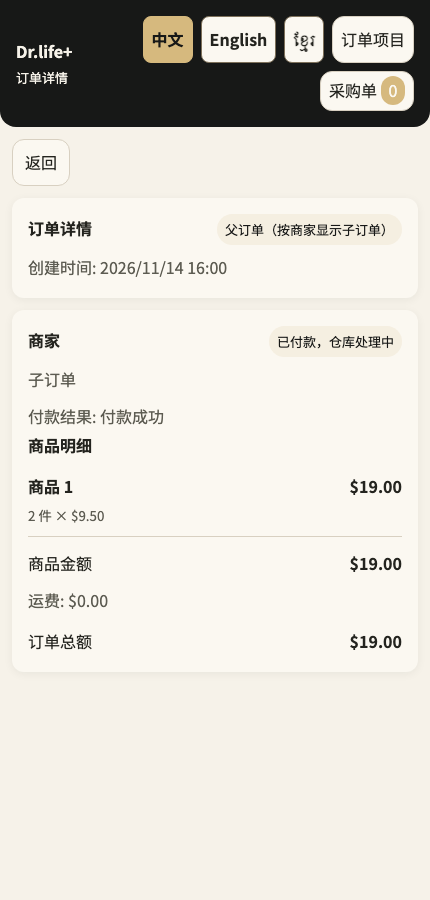 Dr.life+
订单详情
中文
English
ខ្មែរ
订单项目
采购单 0
返回
订单详情
父订单（按商家显示子订单）
创建时间: 2026/11/14 16:00
商家
已付款，仓库处理中
子订单
付款结果: 付款成功
商品明细
商品 1 $19.00
2 件 × $9.50
商品金额 $19.00
运费: $0.00
订单总额 $19.00